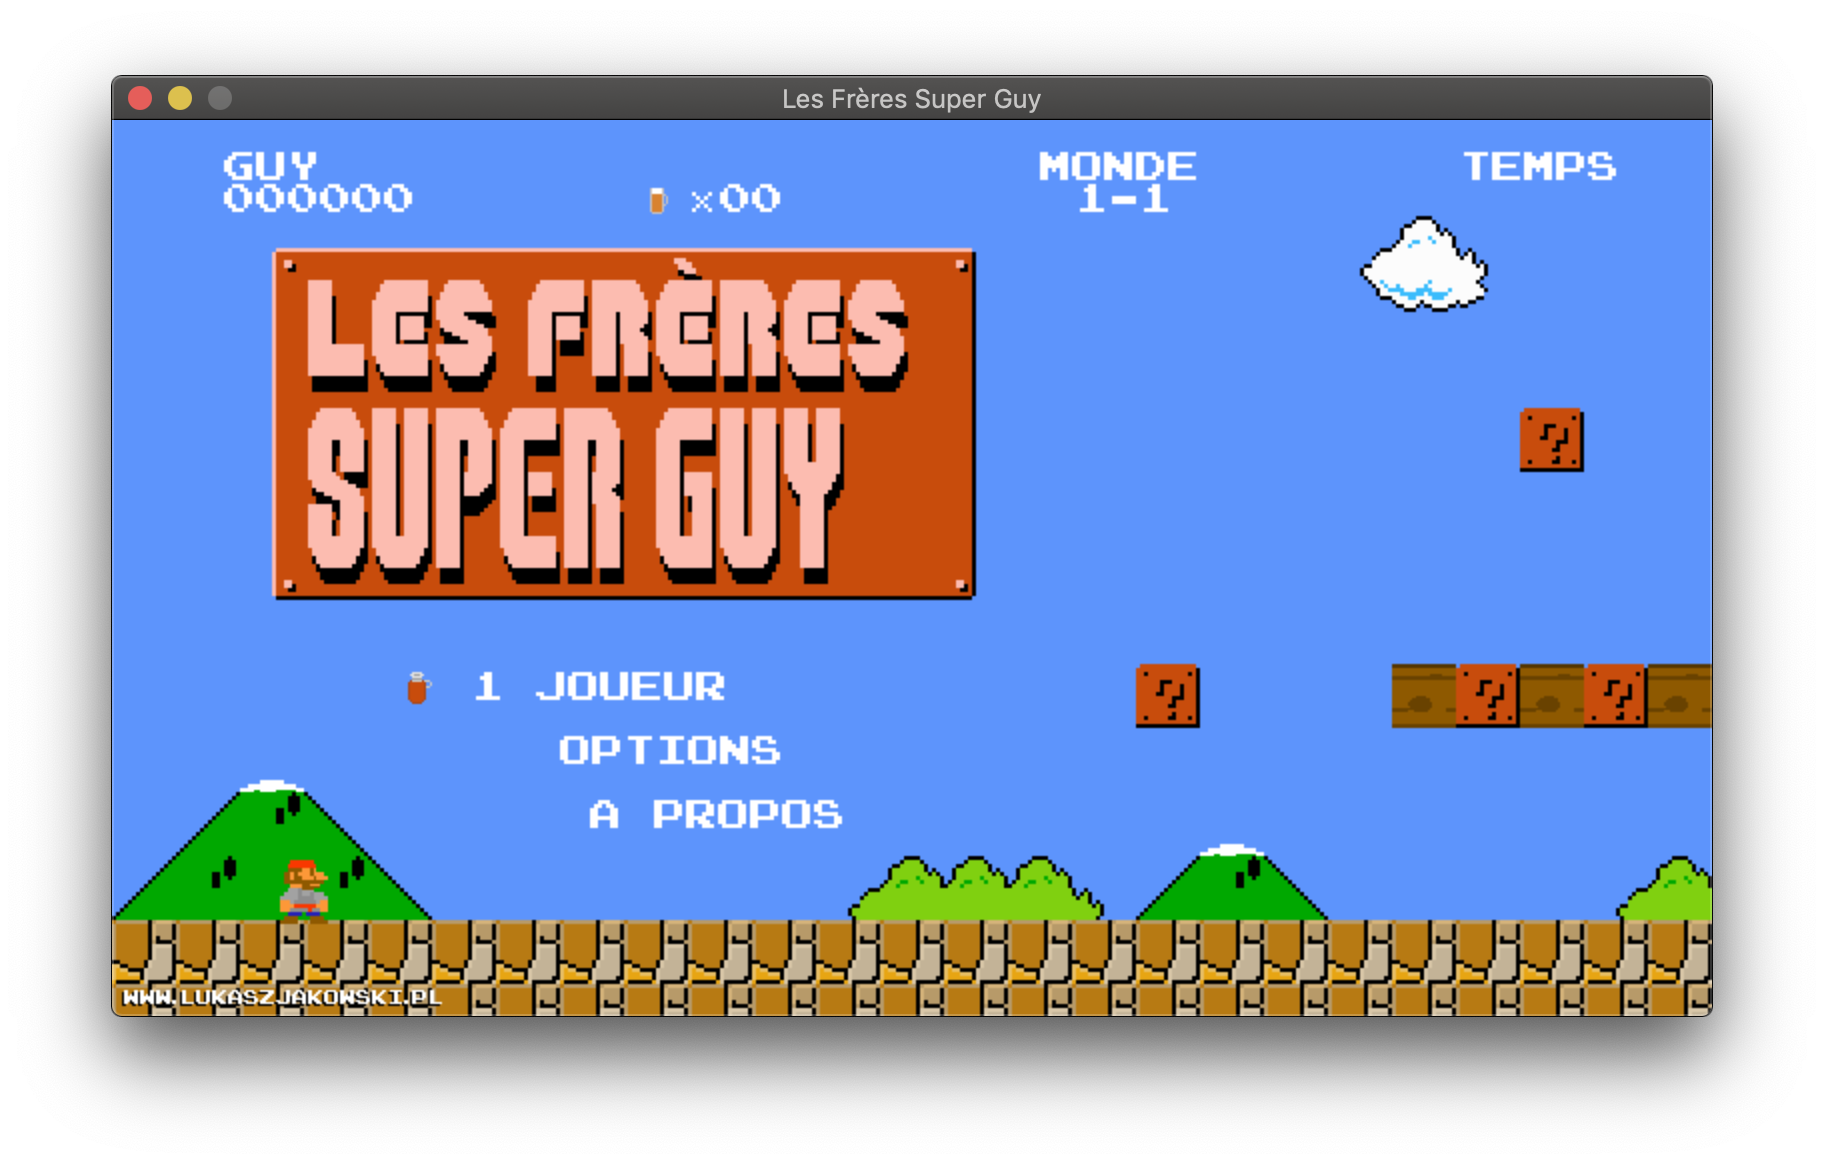 Les Frères Super Guy
GUY
000000
x00
MONDE
1-1
TEMPS
LES FRÈRES
SUPER GUY
?
1 JOUEUR
? ? ?
OPTIONS
A PROPOS
WWW.LUKASZJAKOWSKI.PL